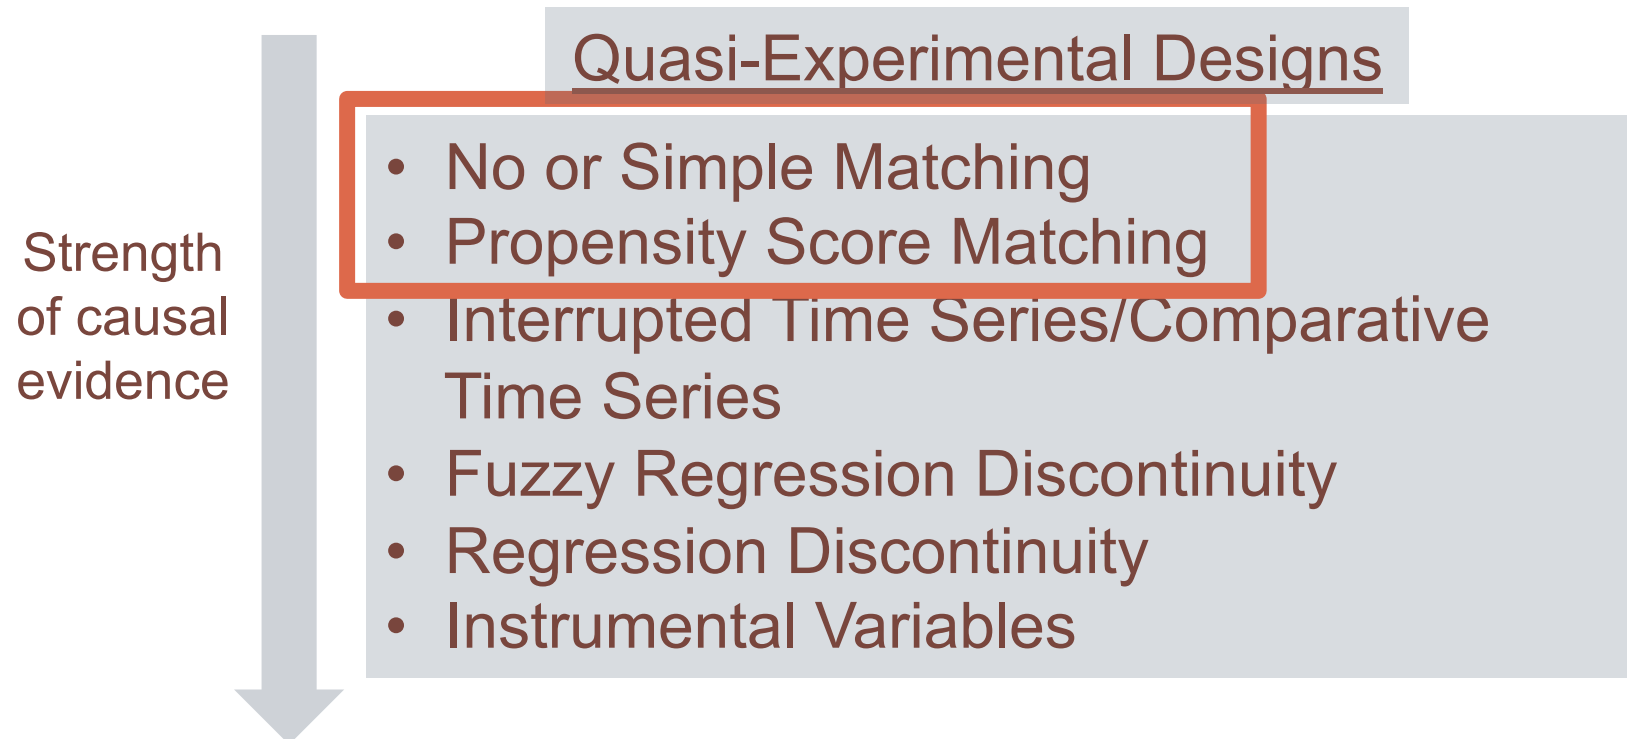 Quasi-Experimental Designs
Strength
of causal
evidence
• No or Simple Matching
• Propensity Score Matching
• Interrupted Time Series/Comparative
Time Series
• Fuzzy Regression Discontinuity
• Regression Discontinuity
• Instrumental Variables